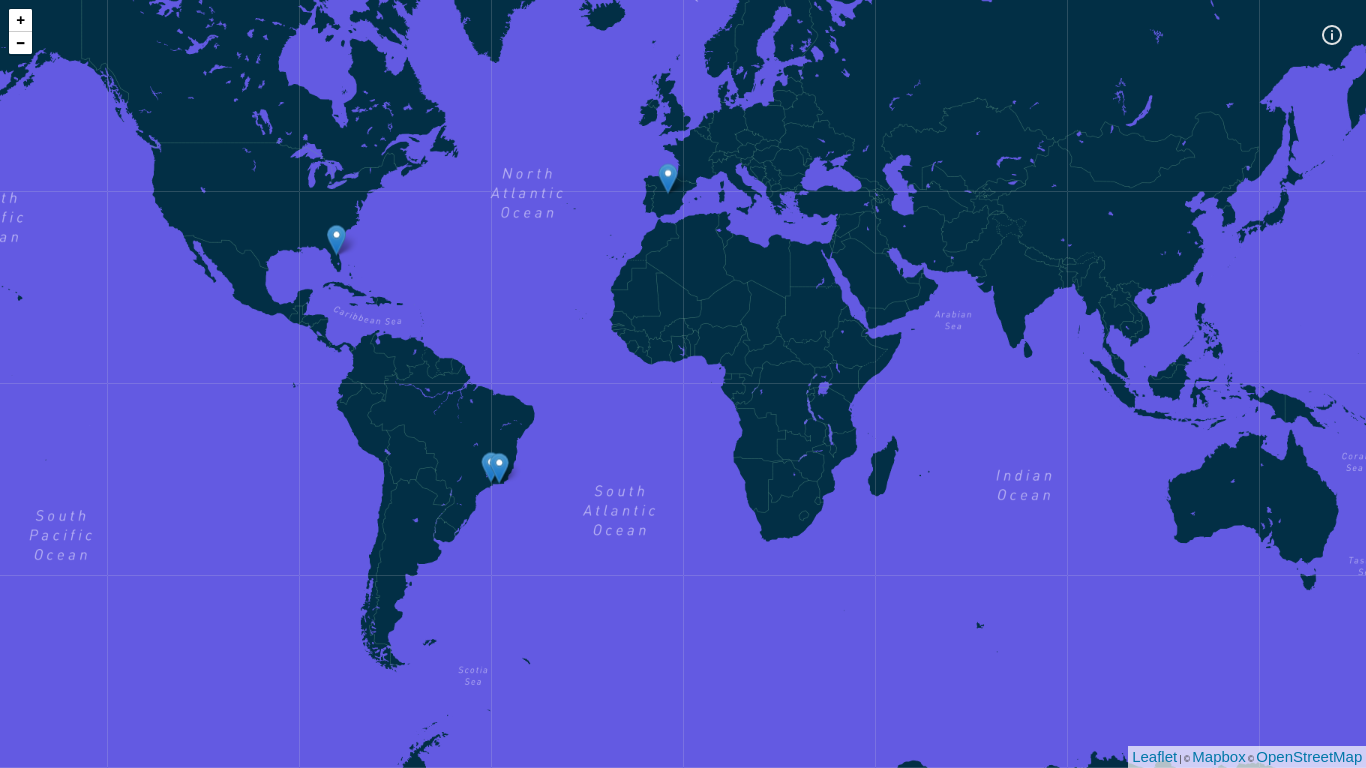 +
−
i
North
Atlantic
Ocean
th
fic
an
Caribbean Sea
Arabian
Sea
South
Pacific
Ocean
South
Atlantic
Ocean
Indian
Ocean
Cora
Sea
Tas
S
Scotia
Sea
Leaflet | © Mapbox © OpenStreetMap